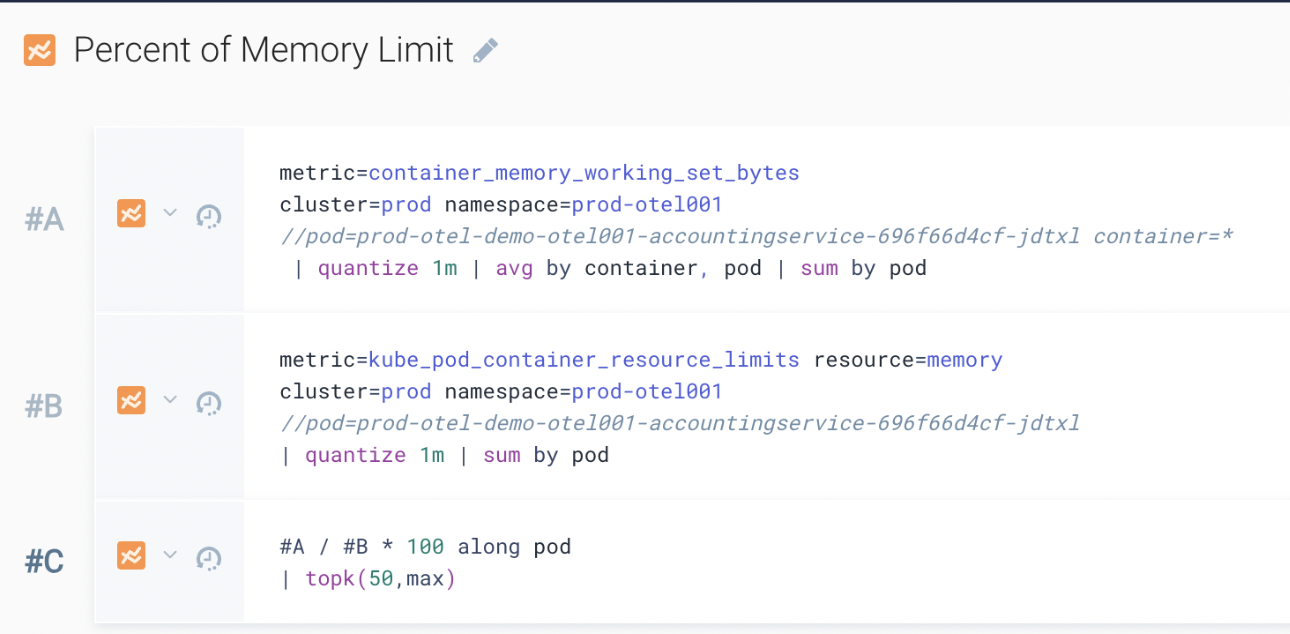 Percent of Memory Limit
#A
metric=container_memory_working_set_bytes
cluster=prod namespace=prod-otel001
//pod=prod-otel-demo-otel001-accountingservice-696f66d4cf-jdtxl container=*
| quantize 1m | avg by container, pod | sum by pod
#B
metric=kube_pod_container_resource_limits resource=memory
cluster=prod namespace=prod-otel001
//pod=prod-otel-demo-otel001-accountingservice-696f66d4cf-jdtxl
| quantize 1m | sum by pod
#C
#A / #B * 100 along pod
| topk(50,max)